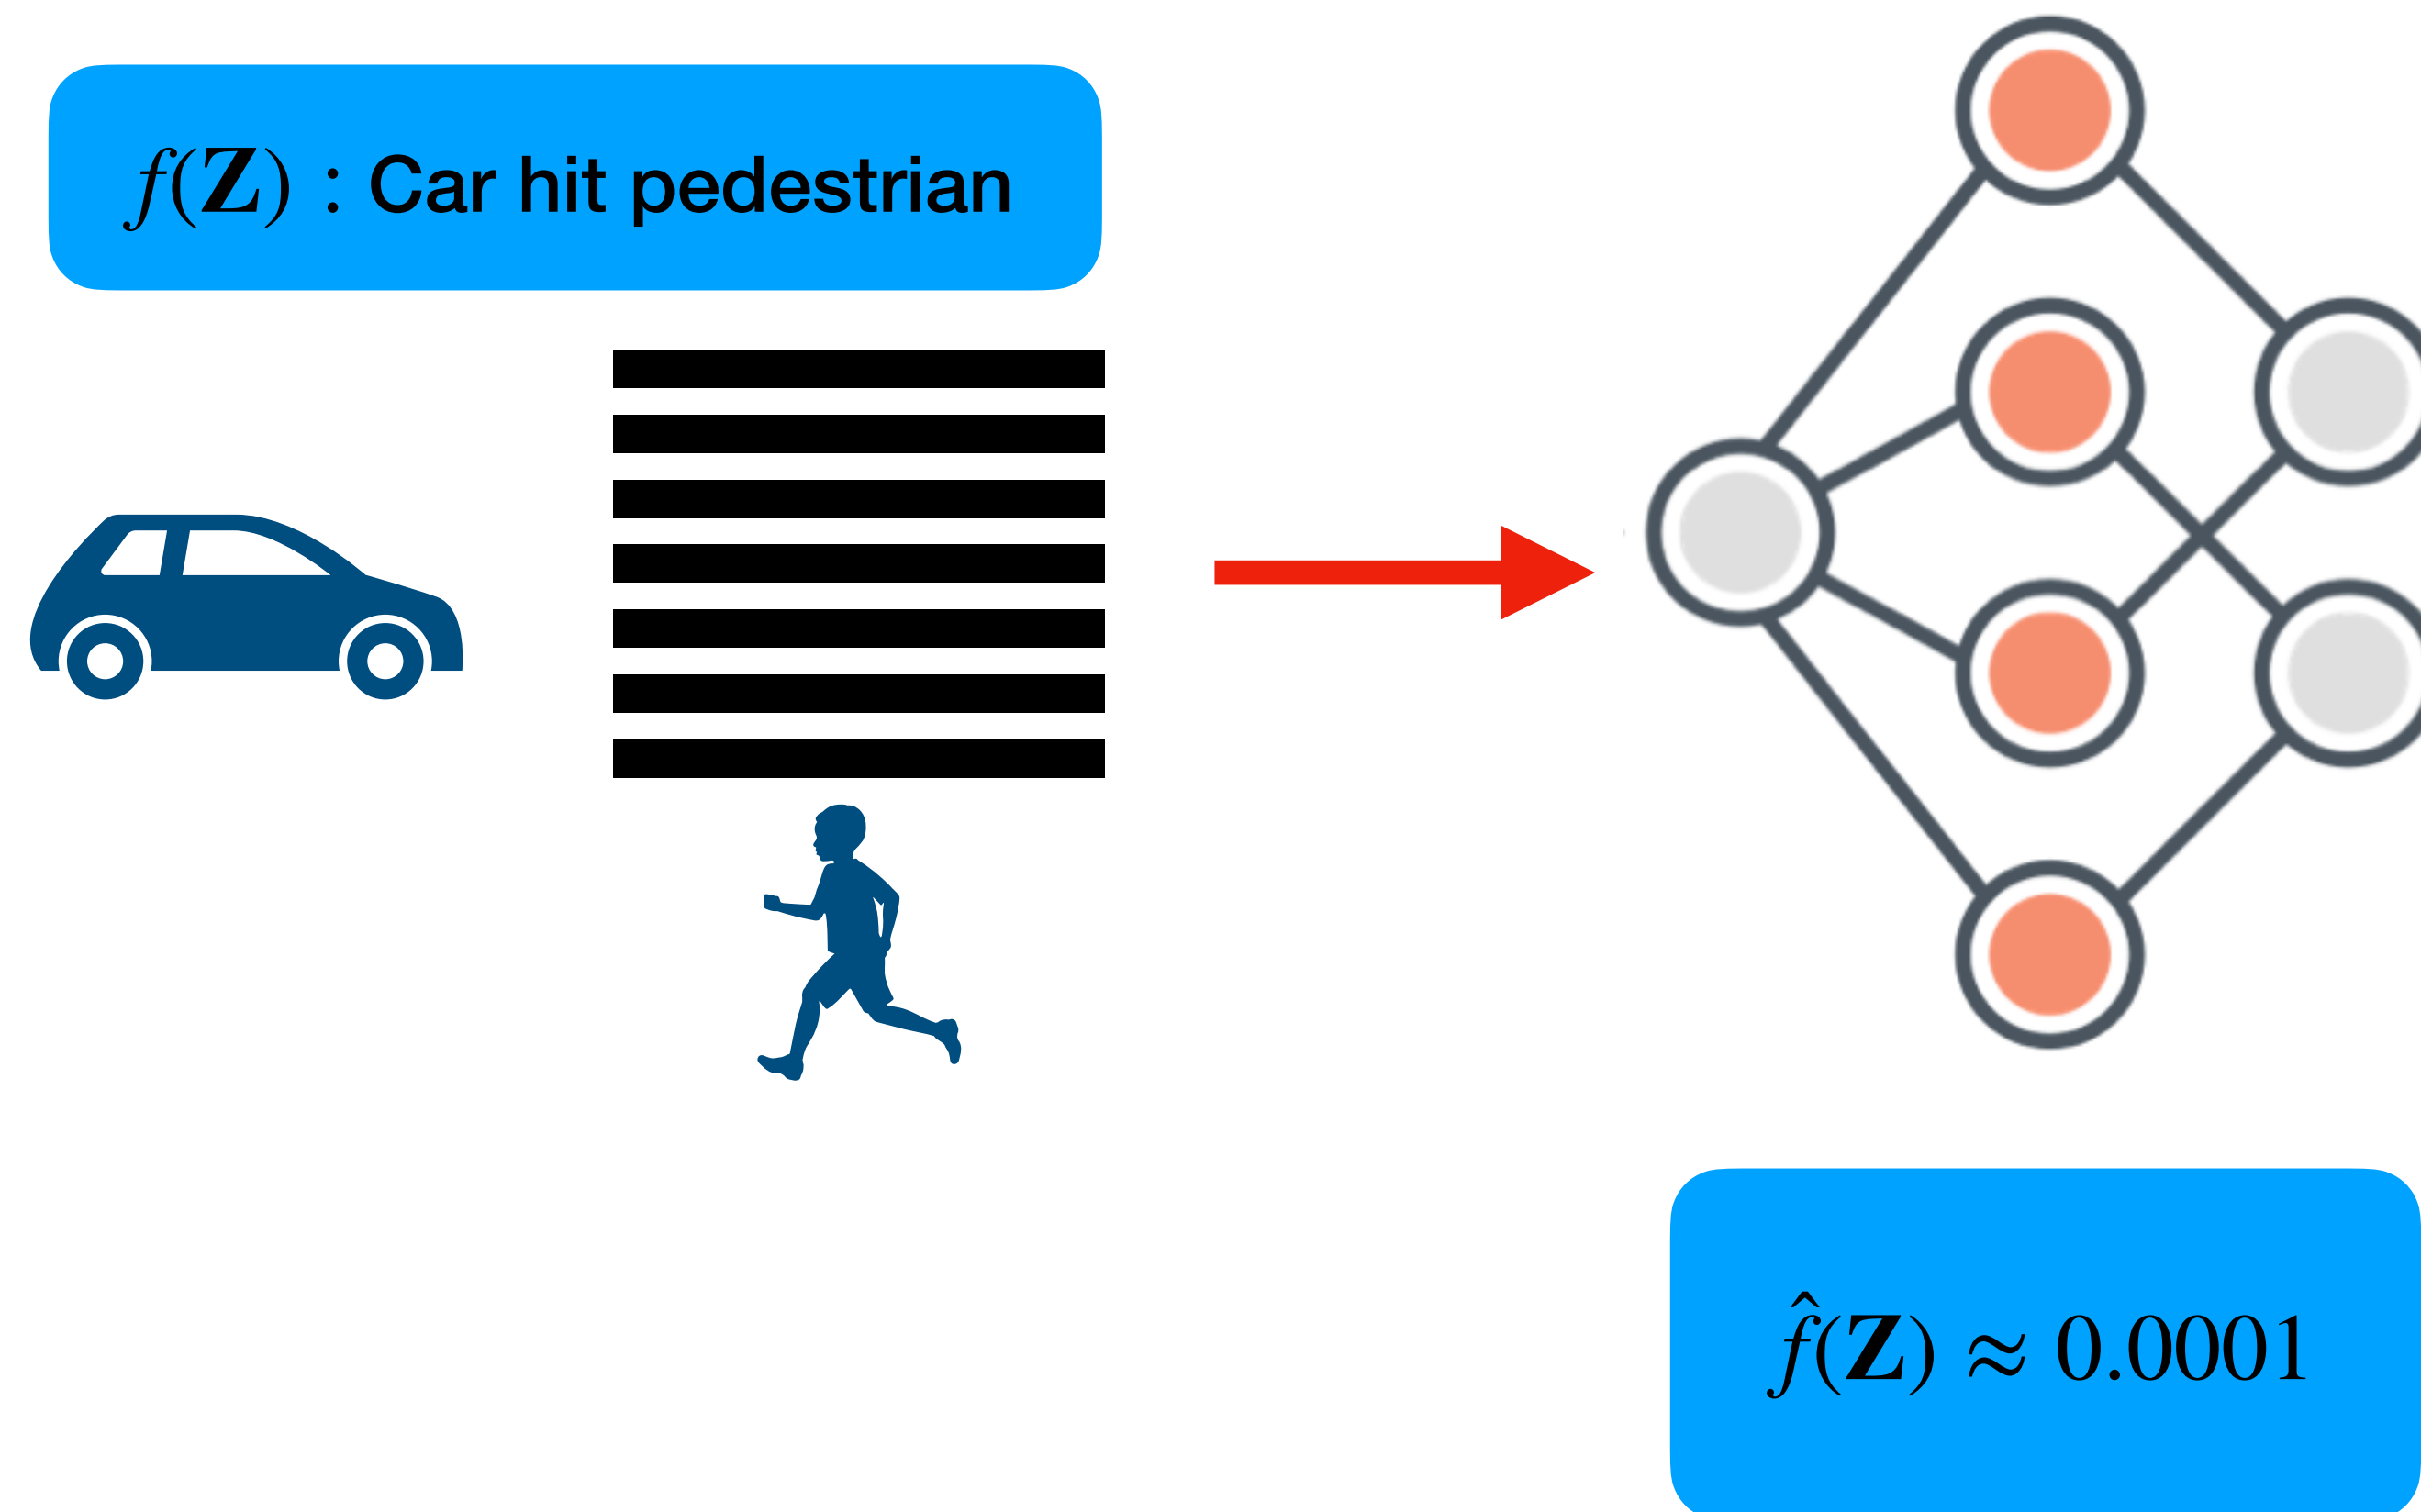 f(Z) : Car hit pedestrian
f̂(Z) ≈ 0.0001